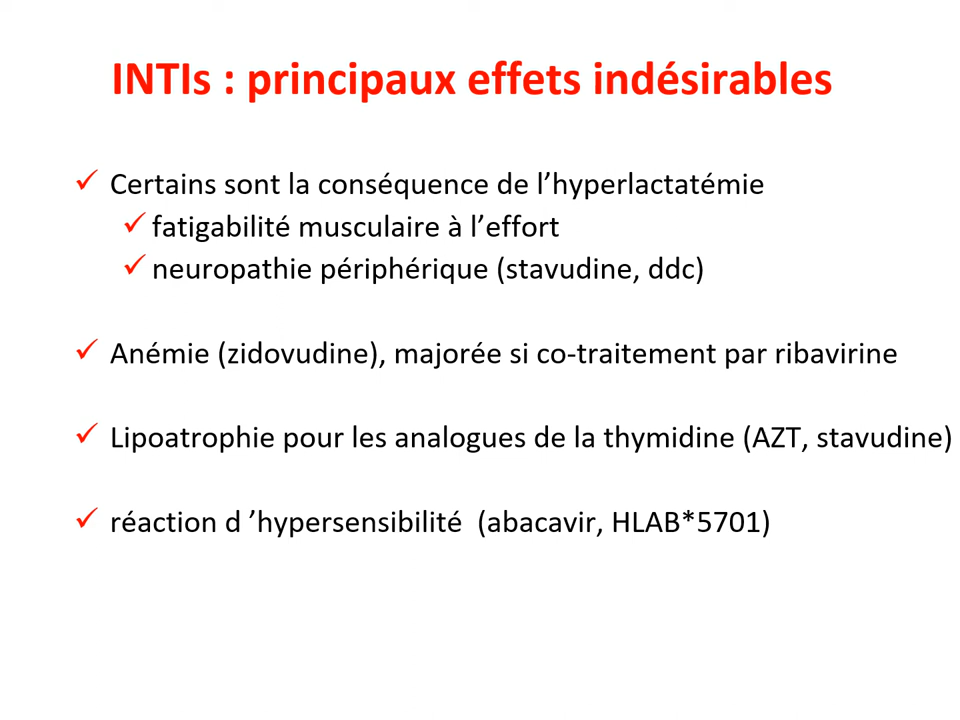 INTIs : principaux effets indésirables
✓ Certains sont la conséquence de l’hyperlactatémie
✓ fatigabilité musculaire à l’effort
✓ neuropathie périphérique (stavudine, ddc)
✓ Anémie (zidovudine), majorée si co-traitement par ribavirine
✓ Lipoatrophie pour les analogues de la thymidine (AZT, stavudine)
✓ réaction d ’hypersensibilité (abacavir, HLAB*5701)